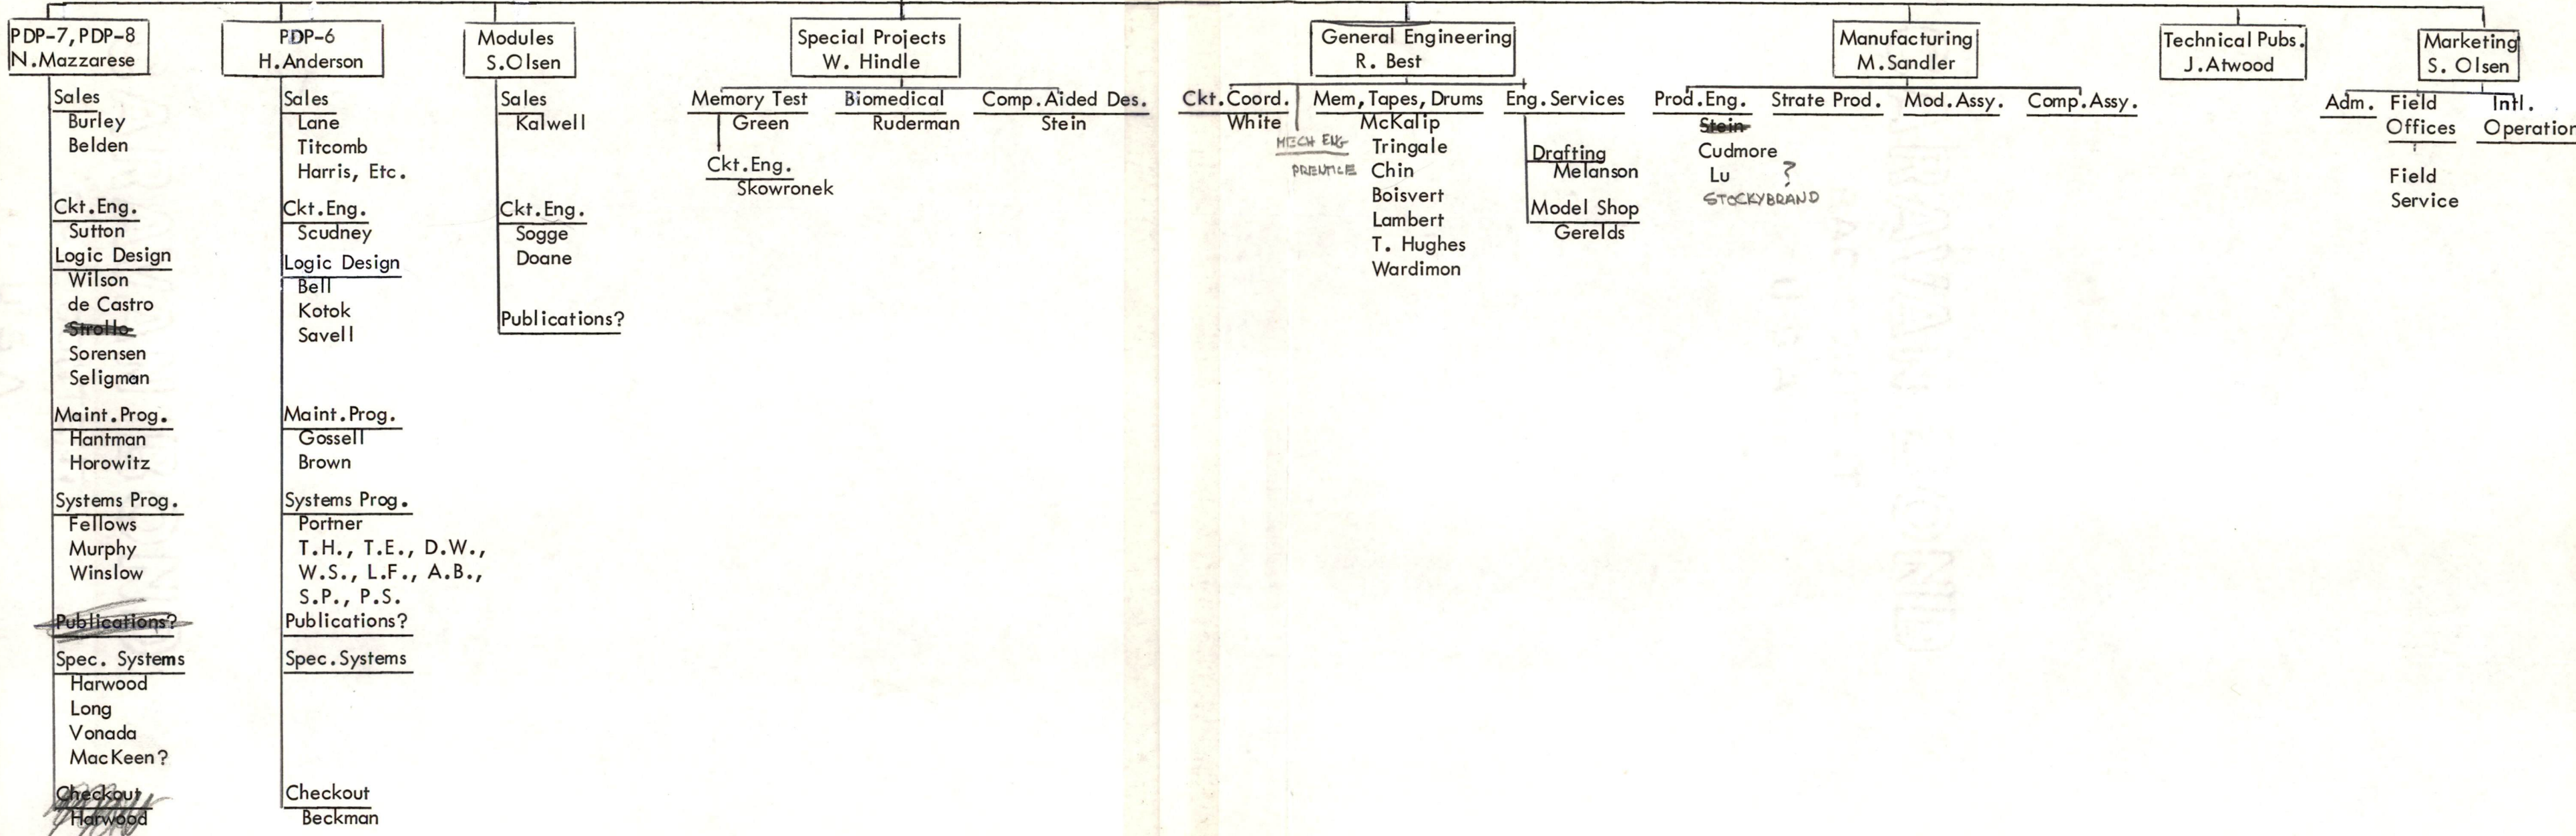 PDP-7, PDP-8
N.Mazzarese
Sales
Burley
Belden
Ckt.Eng.
Sutton
Logic Design
Wilson
de Castro
Strollo
Sorensen
Seligman
Maint.Prog.
Hantman
Horowitz
Systems Prog.
Fellows
Murphy
Winslow
Publications?
Spec. Systems
Harwood
Long
Vonada
MacKeen?
Checkout
Harwood
PDP-6
H.Anderson
Sales
Lane
Titcomb
Harris, Etc.
Ckt.Eng.
Scudney
Logic Design
Bell
Kotok
Savell
Maint.Prog.
Gossell
Brown
Systems Prog.
Portner
T.H., T.E., D.W.,
W.S., L.F., A.B.,
S.P., P.S.
Publications?
Spec.Systems
Checkout
Beckman
Modules
S.Olsen
Sales
Kalwell
Ckt.Eng.
Sogge
Doane
Publications?
Special Projects
W. Hindle
Memory Test
Green
Ckt.Eng.
Skowronek
Biomedical
Ruderman
Comp.Aided Des.
Stein
General Engineering
R. Best
Ckt.Coord.
White
MECH ENG
PRENTICE
Mem,Tapes,Drums
McKalip
Tringale
Chin
Boisvert
Lambert
T. Hughes
Wardimon
Eng.Services
Drafting
Melanson
Model Shop
Gerelds
Manufacturing
M.Sandler
Prod.Eng.
Stein
Cudmore
Lu ?
STOCKYBRAND
Strate Prod.
Mod.Assy.
Comp.Assy.
Technical Pubs.
J.Atwood
Marketing
S. Olsen
Adm.
Field
Offices
Field
Service
Intl.
Operation